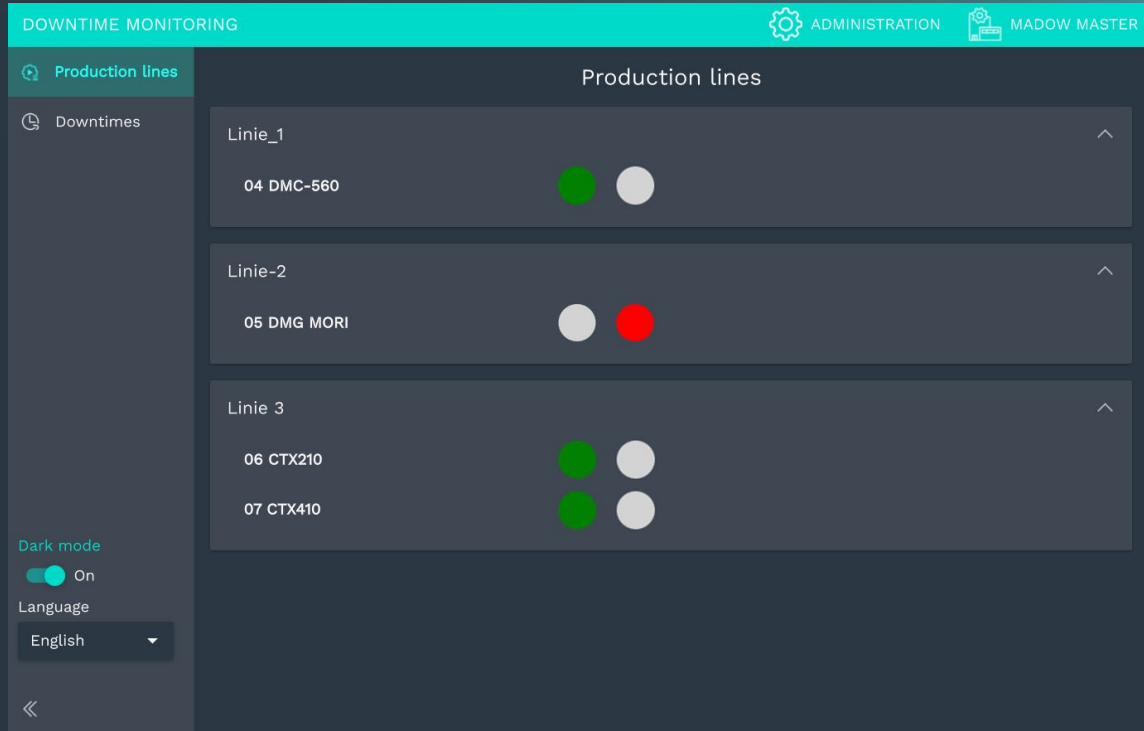 DOWNTIME MONITORING
ADMINISTRATION
MADOW MASTER
Production lines
Downtimes
Production lines
Linie_1
04 DMC-560
Linie-2
05 DMG MORI
Linie 3
06 CTX210
07 CTX410
Dark mode
On
Language
English